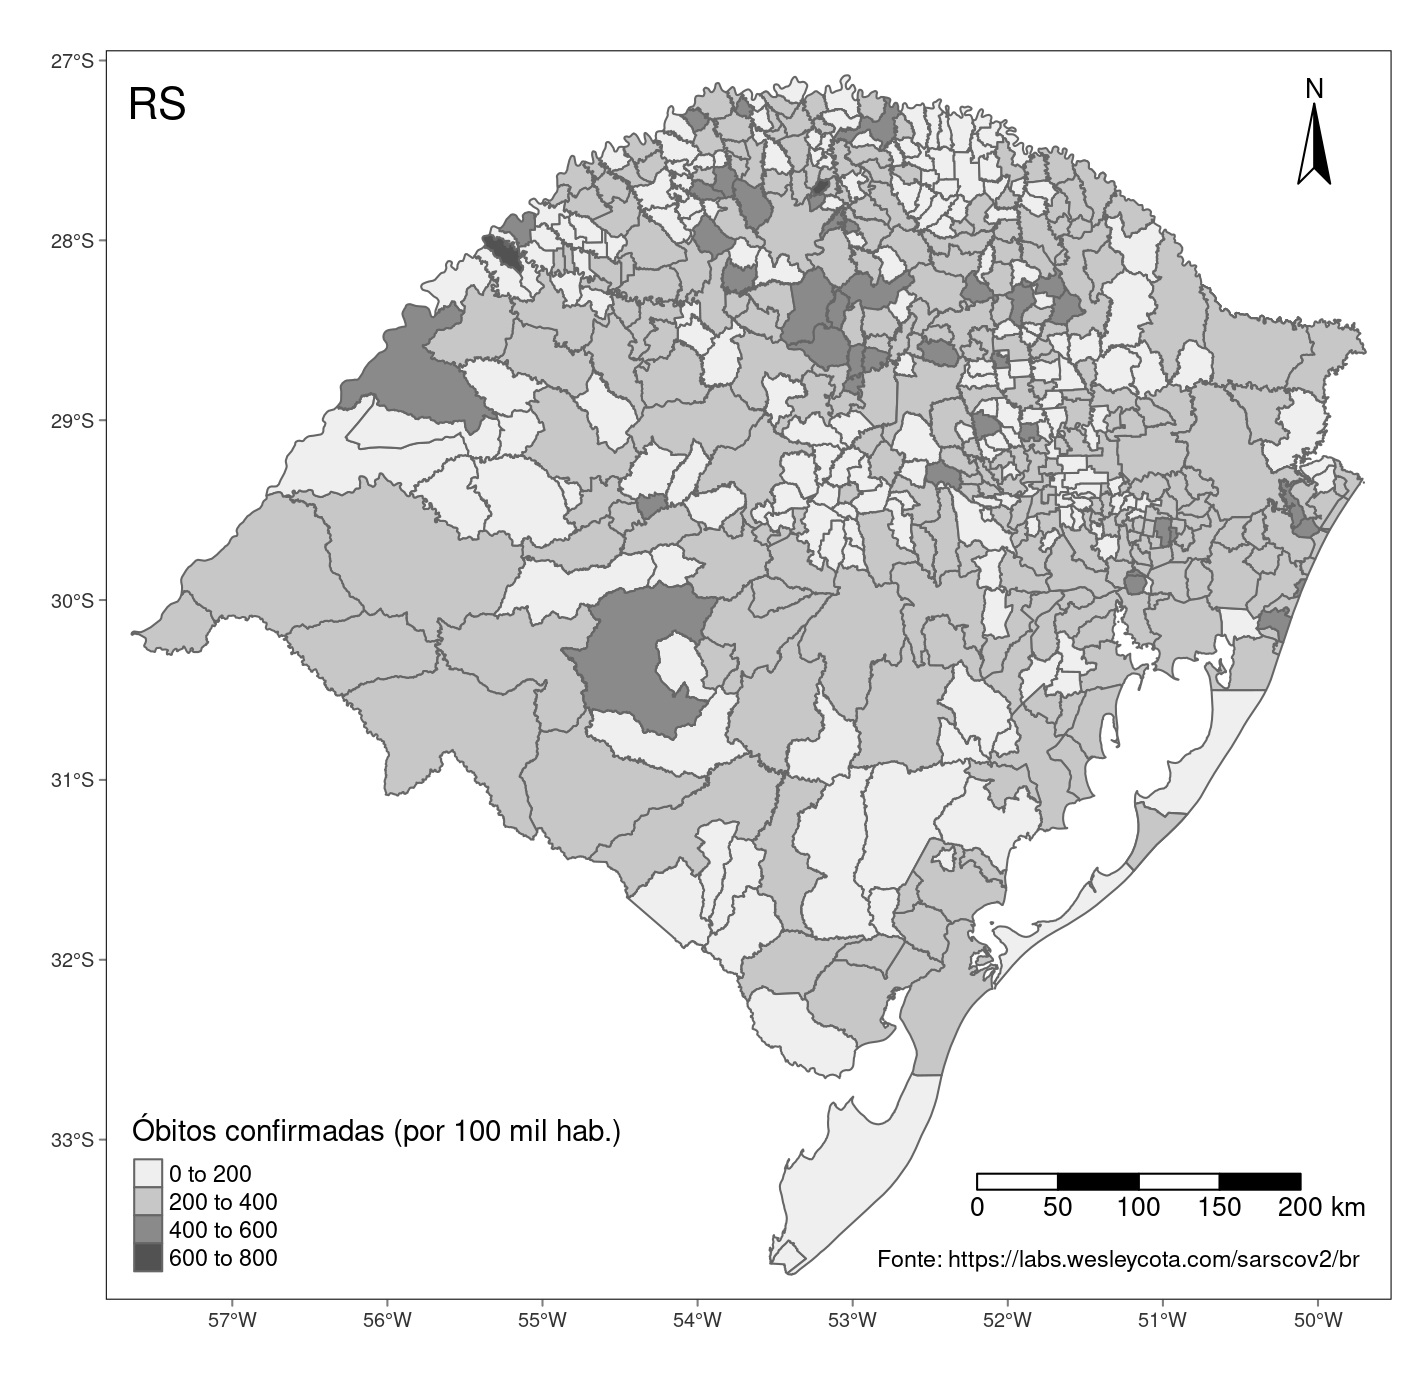 27°S
RS
N
28°S
29°S
30°S
31°S
32°S
33°S
Óbitos confirmadas (por 100 mil hab.)
0 to 200
200 to 400
400 to 600
600 to 800
0 50 100 150 200 km
Fonte: https://labs.wesleycota.com/sarscov2/br
57°W 56°W 55°W 54°W 53°W 52°W 51°W 50°W